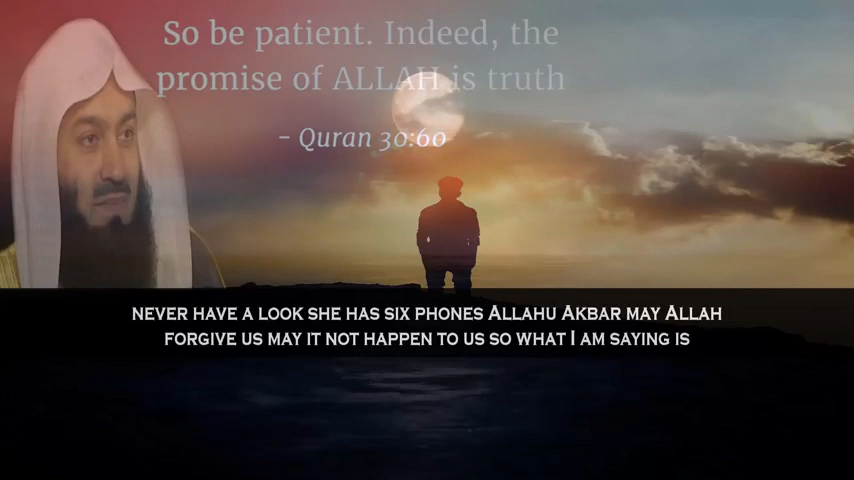 So be patient. Indeed, the
promise of ALLAH is truth
- Quran 30:60
NEVER HAVE A LOOK SHE HAS SIX PHONES ALLAHU AKBAR MAY ALLAH
FORGIVE US MAY IT NOT HAPPEN TO US SO WHAT I AM SAYING IS